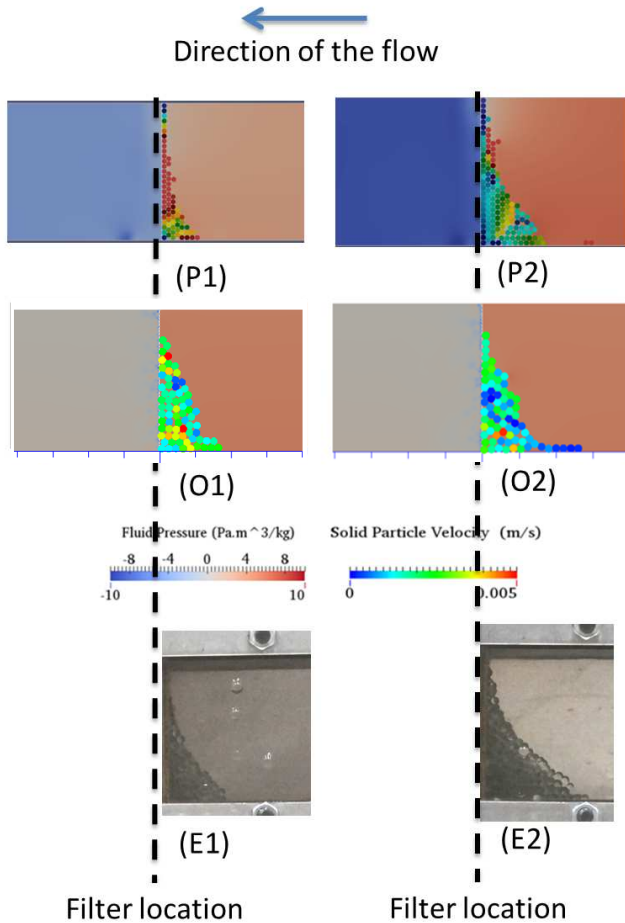 Direction of the flow
(P1) (P2)
(O1) (O2)
Fluid Pressure (Pa.m^3/kg) Solid Particle Velocity (m/s)
-8 -4 0 4 8
-10 10 0 0.005
(E1) (E2)
Filter location Filter location